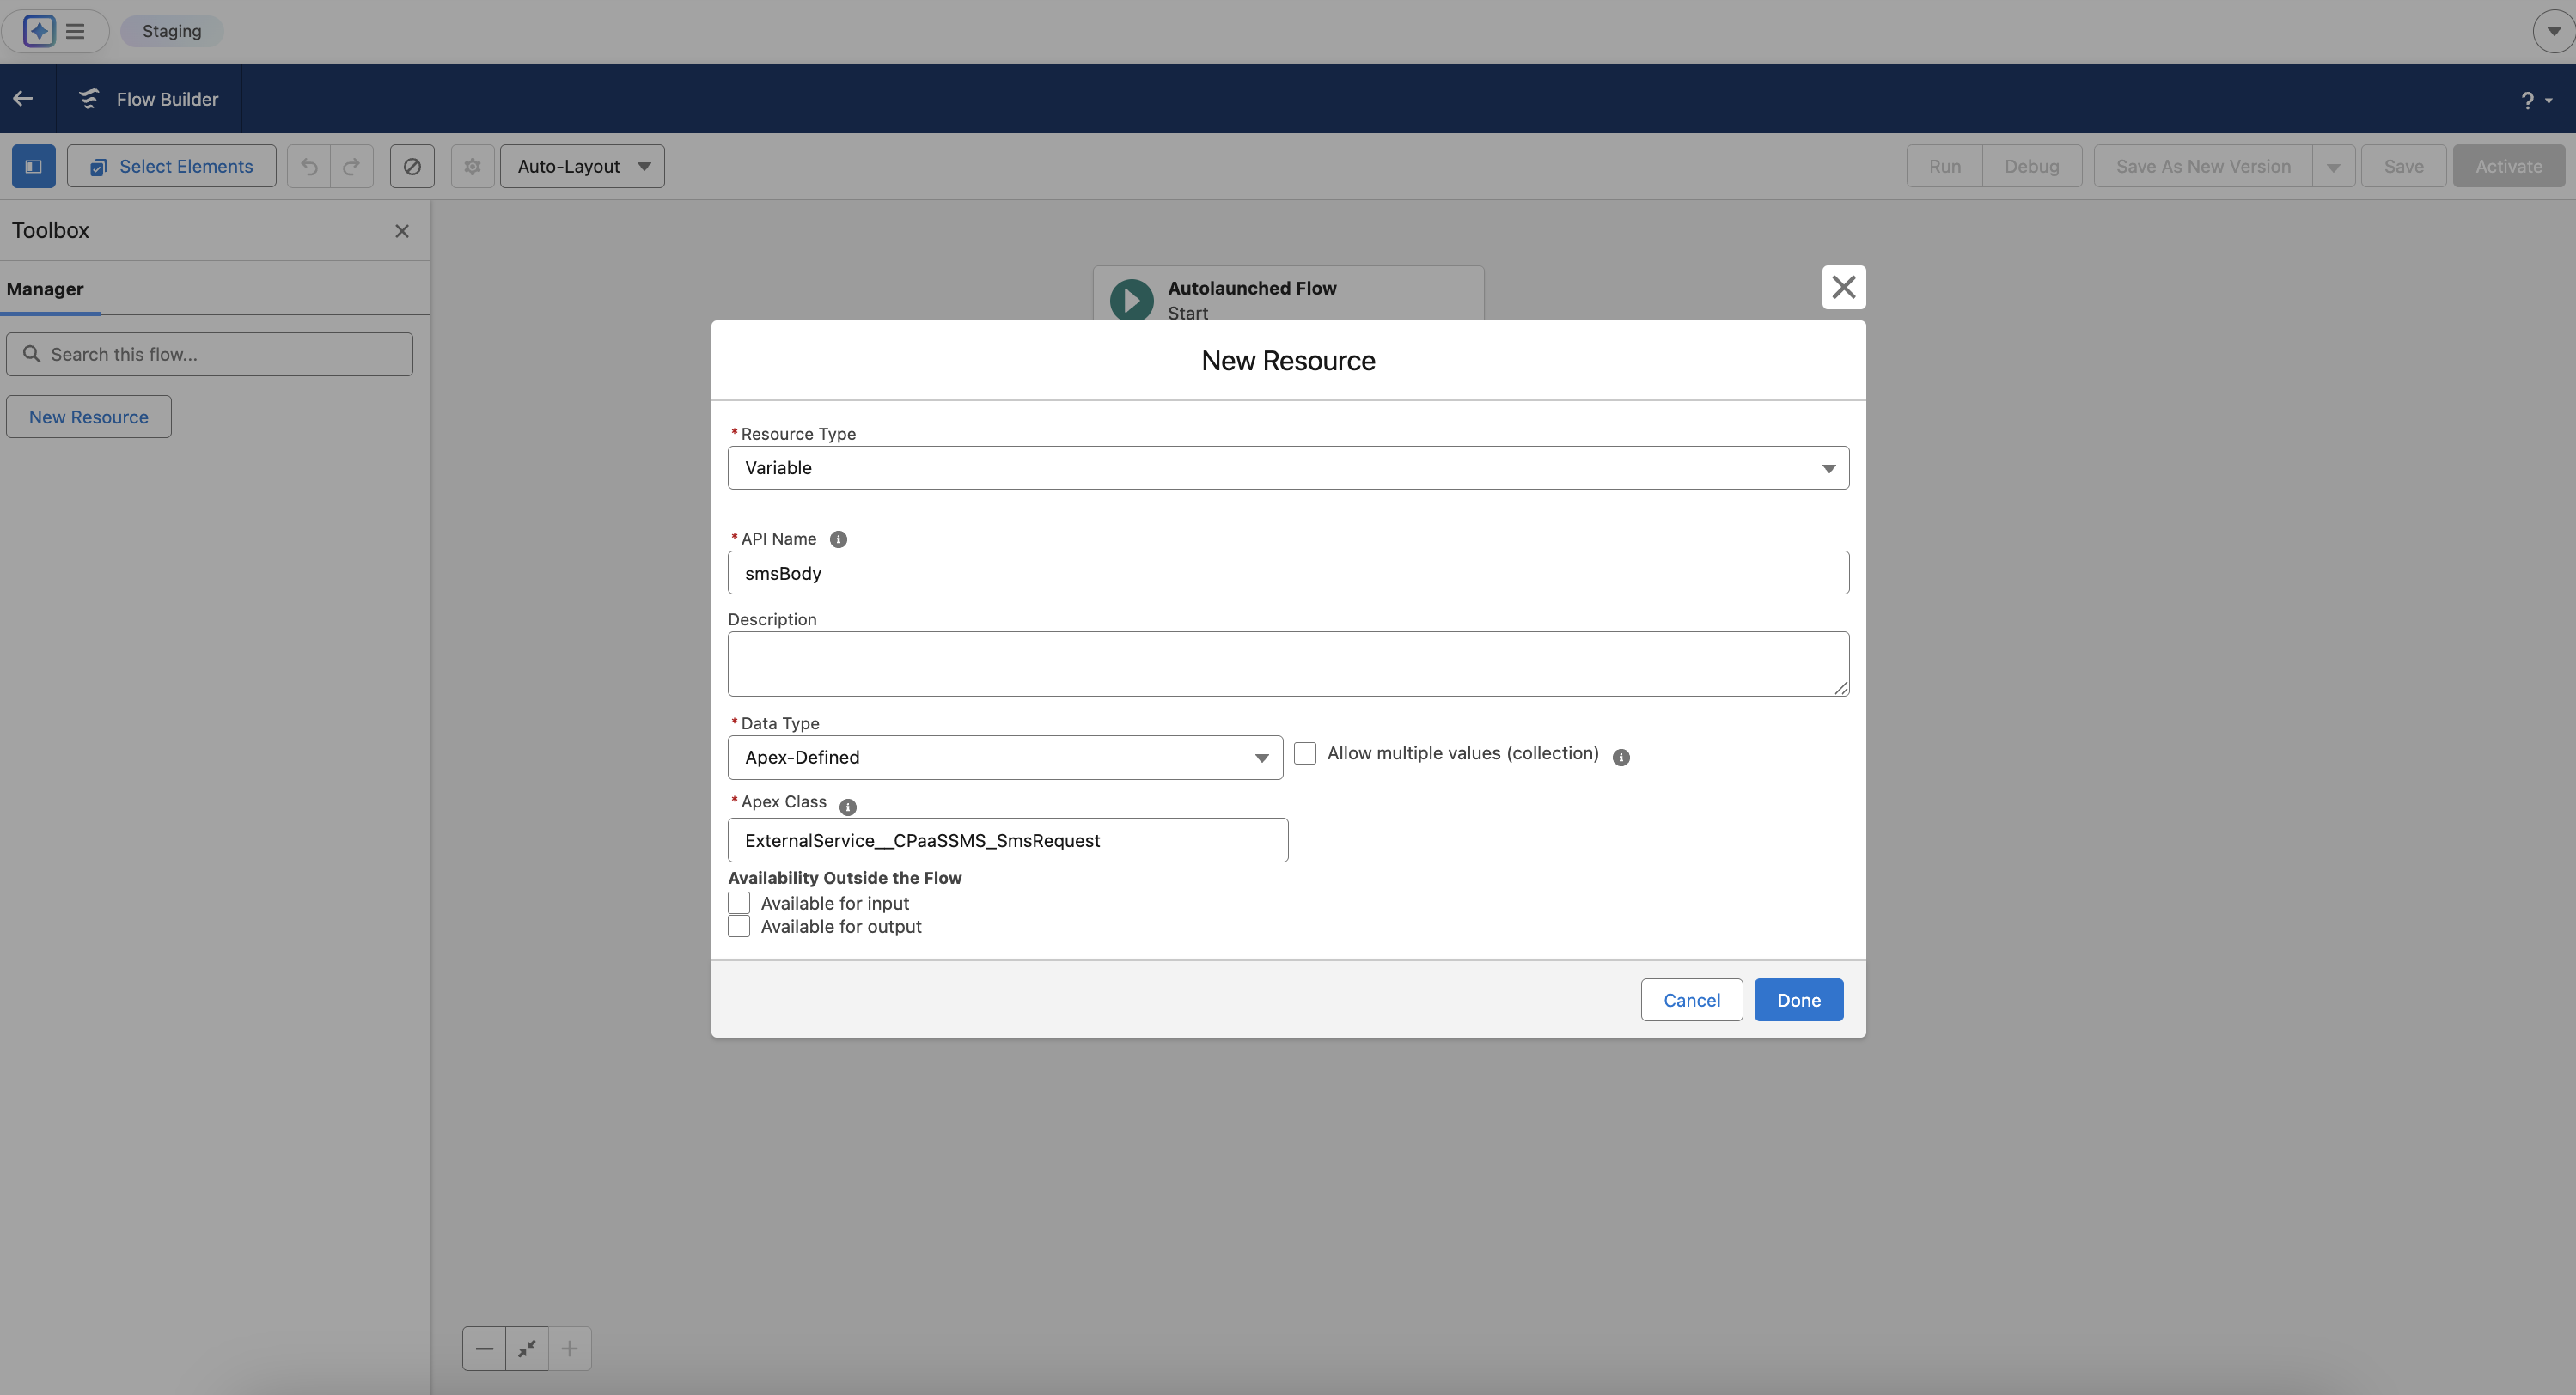 Staging
Flow Builder
?
Select Elements
Auto-Layout
Run
Debug
Save As New Version
Save
Activate
Toolbox
Manager
Search this flow...
New Resource
Autolaunched Flow
Start
New Resource
* Resource Type
Variable
* API Name
smsBody
Description
* Data Type
Apex-Defined
Allow multiple values (collection)
* Apex Class
ExternalService__CPaaSSMS_SmsRequest
Availability Outside the Flow
Available for input
Available for output
Cancel
Done